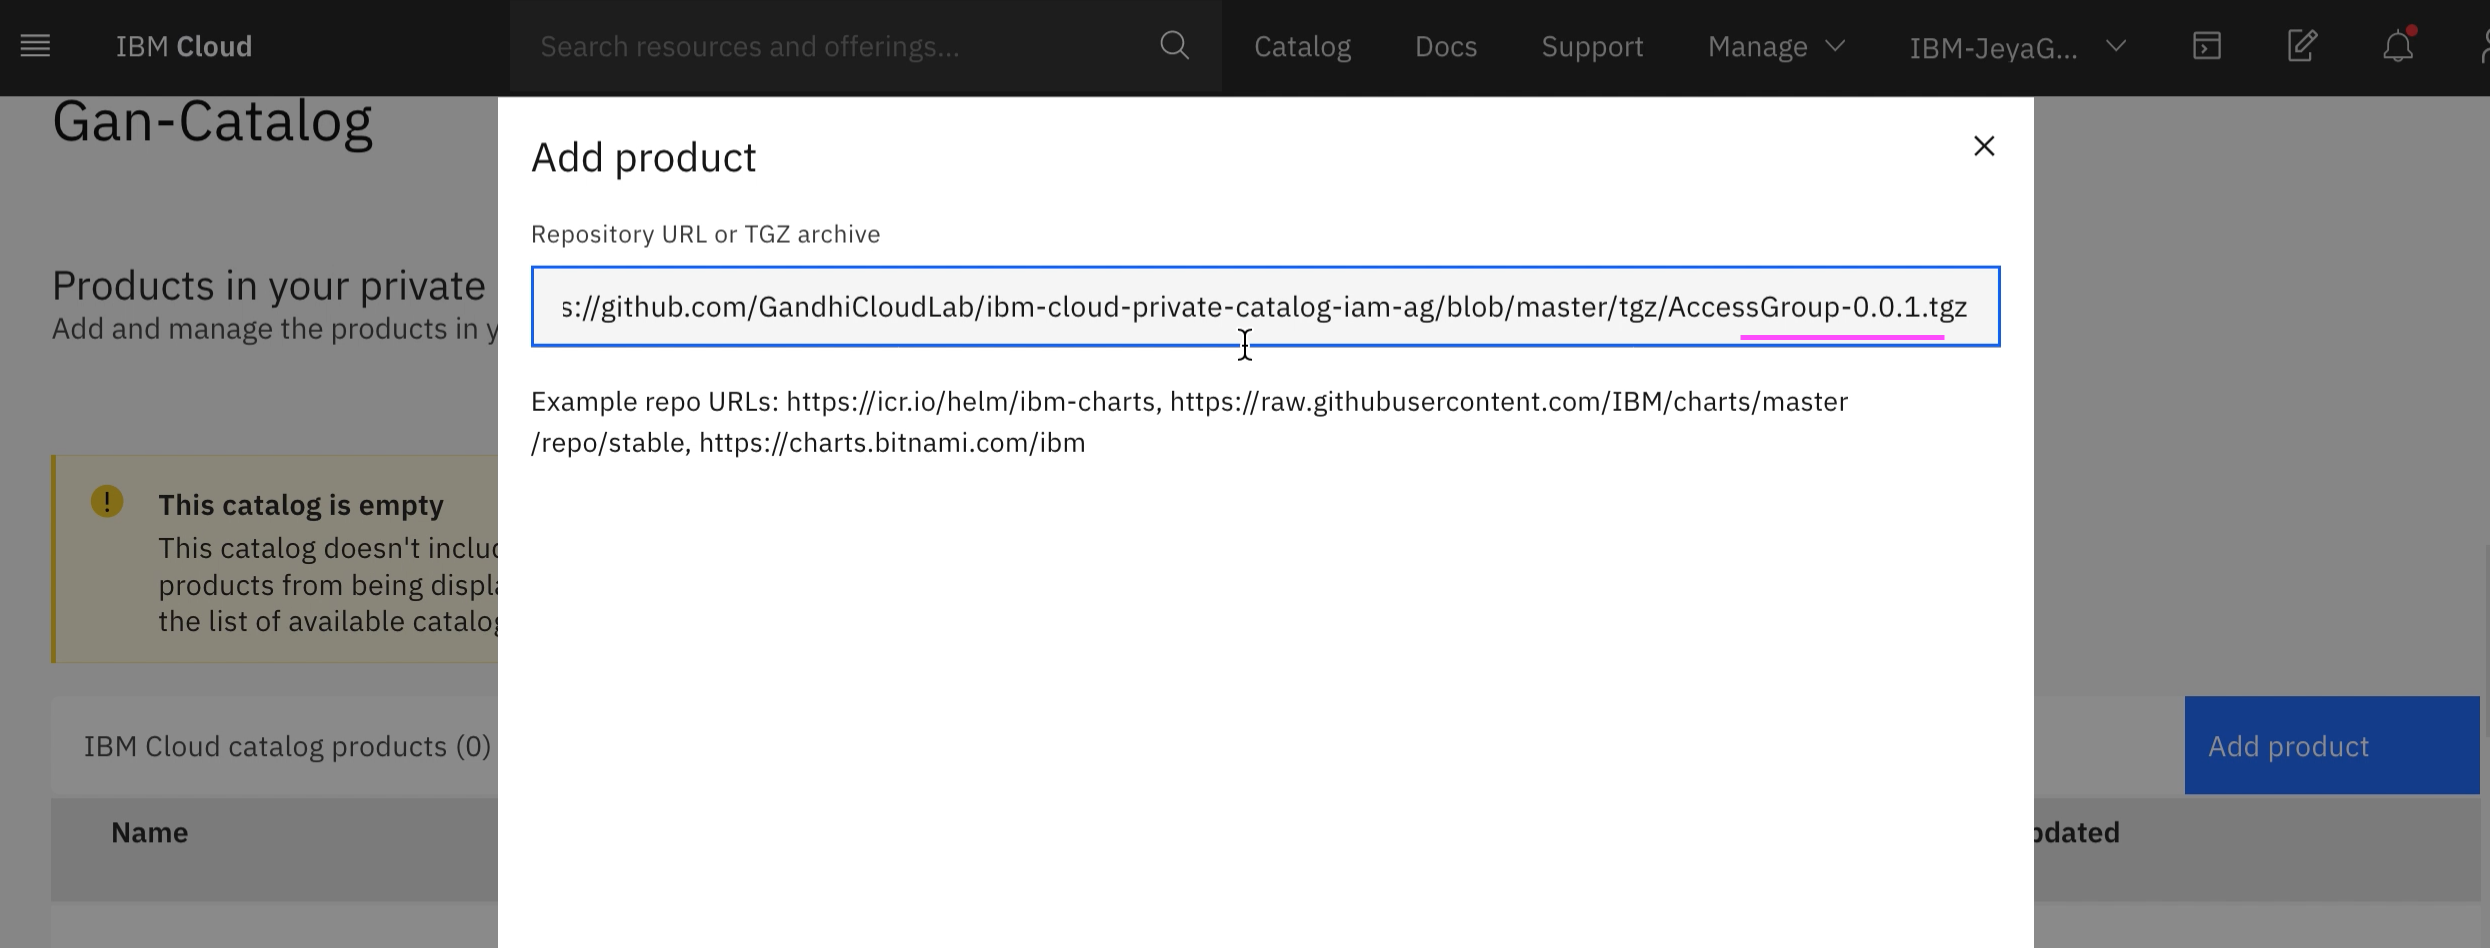 IBM Cloud
Search resources and offerings...
Catalog
Docs
Support
Manage
IBM-JeyaG...
Gan-Catalog
Products in your private
Add and manage the products in y
This catalog is empty
This catalog doesn't includ
products from being displa
the list of available catalog
IBM Cloud catalog products (0)
Add product
Name
pdated
Add product
Repository URL or TGZ archive
s://github.com/GandhiCloudLab/ibm-cloud-private-catalog-iam-ag/blob/master/tgz/AccessGroup-0.0.1.tgz
Example repo URLs: https://icr.io/helm/ibm-charts, https://raw.githubusercontent.com/IBM/charts/master
/repo/stable, https://charts.bitnami.com/ibm